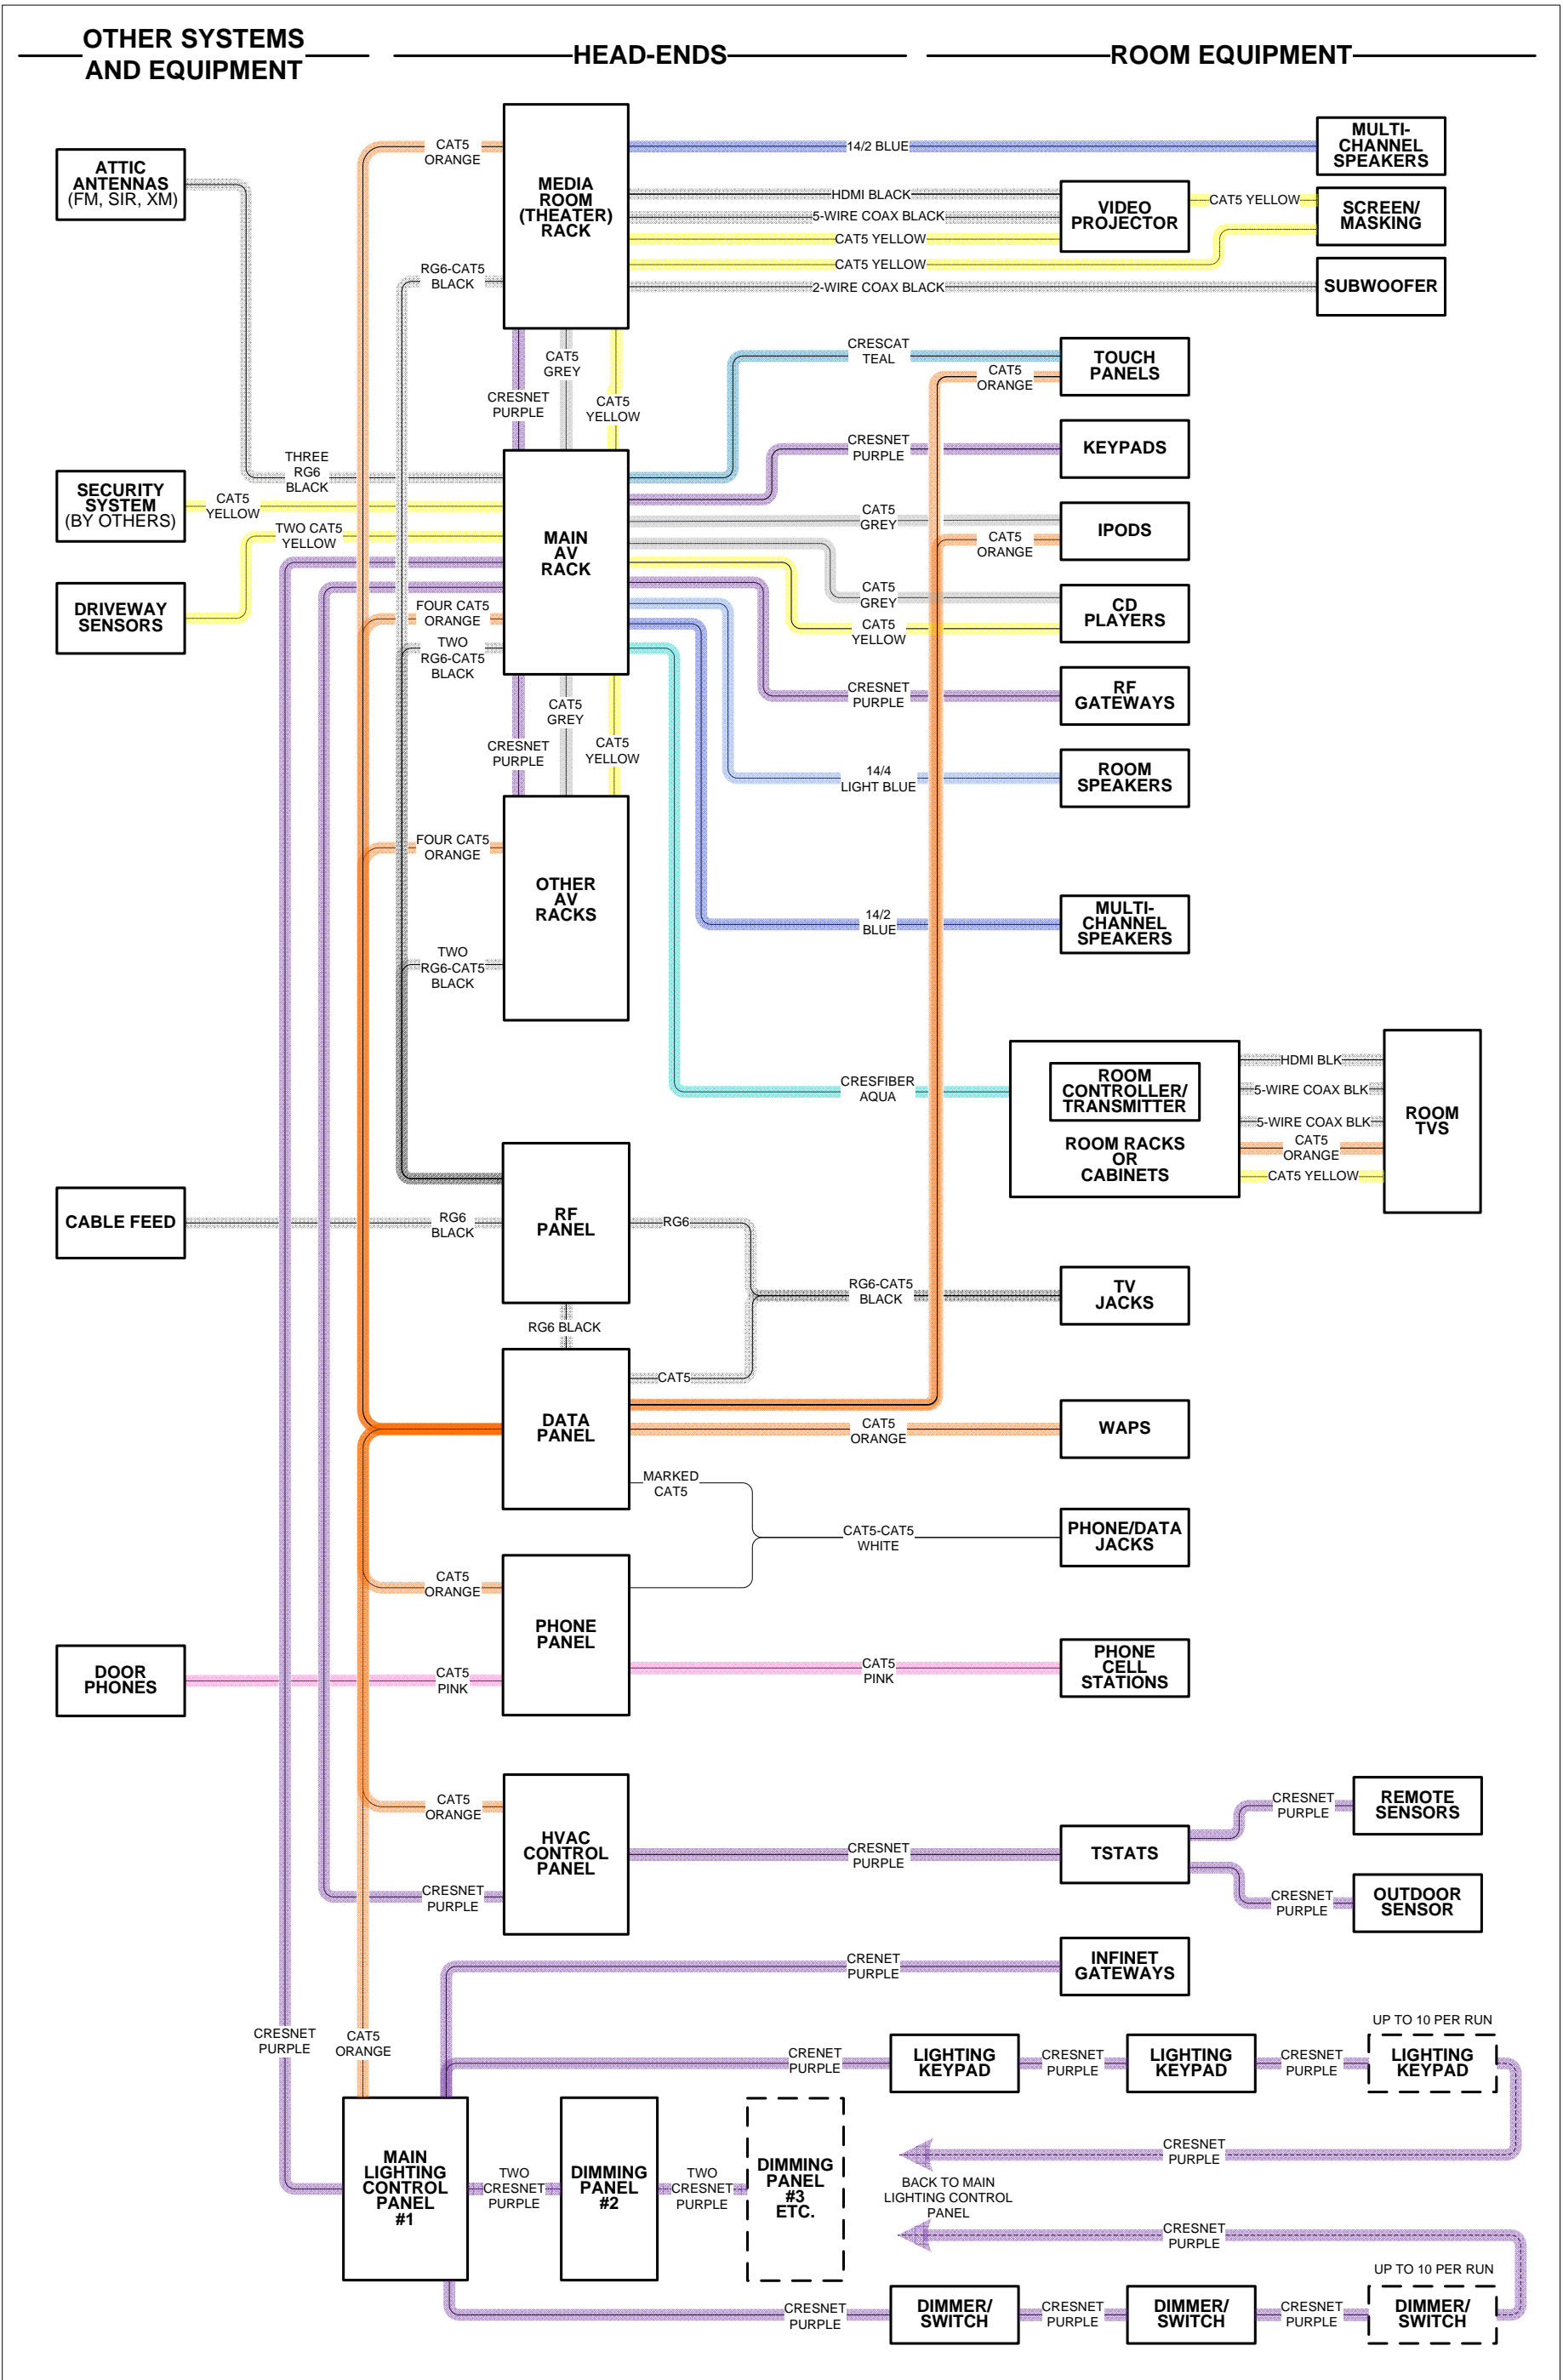 OTHER SYSTEMS
AND EQUIPMENT
HEAD-ENDS
ROOM EQUIPMENT
ATTIC
ANTENNAS
(FM, SIR, XM)
CAT5
ORANGE
MEDIA
ROOM
(THEATER)
RACK
14/2 BLUE
MULTI-
CHANNEL
SPEAKERS
HDMI BLACK
5-WIRE COAX BLACK
CAT5 YELLOW
VIDEO
PROJECTOR
CAT5 YELLOW
SCREEN/
MASKING
CAT5 YELLOW
2-WIRE COAX BLACK
SUBWOOFER
RG6-CAT5
BLACK
CRESNET
PURPLE
CAT5
GREY
CAT5
YELLOW
CRESCAT
TEAL
CAT5
ORANGE
TOUCH
PANELS
THREE
RG6
BLACK
CRESNET
PURPLE
KEYPADS
SECURITY
SYSTEM
(BY OTHERS)
CAT5
YELLOW
TWO CAT5
YELLOW
MAIN
AV
RACK
CAT5
GREY
CAT5
ORANGE
IPODS
DRIVEWAY
SENSORS
FOUR CAT5
ORANGE
TWO
RG6-CAT5
BLACK
CAT5
GREY
CAT5
YELLOW
CD
PLAYERS
CRESNET
PURPLE
RF
GATEWAYS
CRESNET
PURPLE
CAT5
GREY
CAT5
YELLOW
14/4
LIGHT BLUE
ROOM
SPEAKERS
FOUR CAT5
ORANGE
OTHER
AV
RACKS
14/2
BLUE
MULTI-
CHANNEL
SPEAKERS
TWO
RG6-CAT5
BLACK
CRESFIBER
AQUA
ROOM
CONTROLLER/
TRANSMITTER
ROOM RACKS
OR
CABINETS
HDMI BLK
5-WIRE COAX BLK
5-WIRE COAX BLK
CAT5
ORANGE
CAT5 YELLOW
ROOM
TVS
CABLE FEED
RG6
BLACK
RF
PANEL
RG6
RG6-CAT5
BLACK
TV
JACKS
RG6 BLACK
CAT5
DATA
PANEL
CAT5
ORANGE
WAPS
MARKED
CAT5
CAT5-CAT5
WHITE
PHONE/DATA
JACKS
CAT5
ORANGE
PHONE
PANEL
DOOR
PHONES
CAT5
PINK
CAT5
PINK
PHONE
CELL
STATIONS
CAT5
ORANGE
HVAC
CONTROL
PANEL
CRESNET
PURPLE
CRESNET
PURPLE
TSTATS
CRESNET
PURPLE
REMOTE
SENSORS
CRESNET
PURPLE
OUTDOOR
SENSOR
CRENET
PURPLE
INFINET
GATEWAYS
CRESNET
PURPLE
CAT5
ORANGE
CRENET
PURPLE
LIGHTING
KEYPAD
CRESNET
PURPLE
LIGHTING
KEYPAD
CRESNET
PURPLE
UP TO 10 PER RUN
LIGHTING
KEYPAD
MAIN
LIGHTING
CONTROL
PANEL
#1
TWO
CRESNET
PURPLE
DIMMING
PANEL
#2
TWO
CRESNET
PURPLE
DIMMING
PANEL
#3
ETC.
CRESNET
PURPLE
BACK TO MAIN
LIGHTING CONTROL
PANEL
CRESNET
PURPLE
CRESNET
PURPLE
DIMMER/
SWITCH
CRESNET
PURPLE
DIMMER/
SWITCH
CRESNET
PURPLE
UP TO 10 PER RUN
DIMMER/
SWITCH